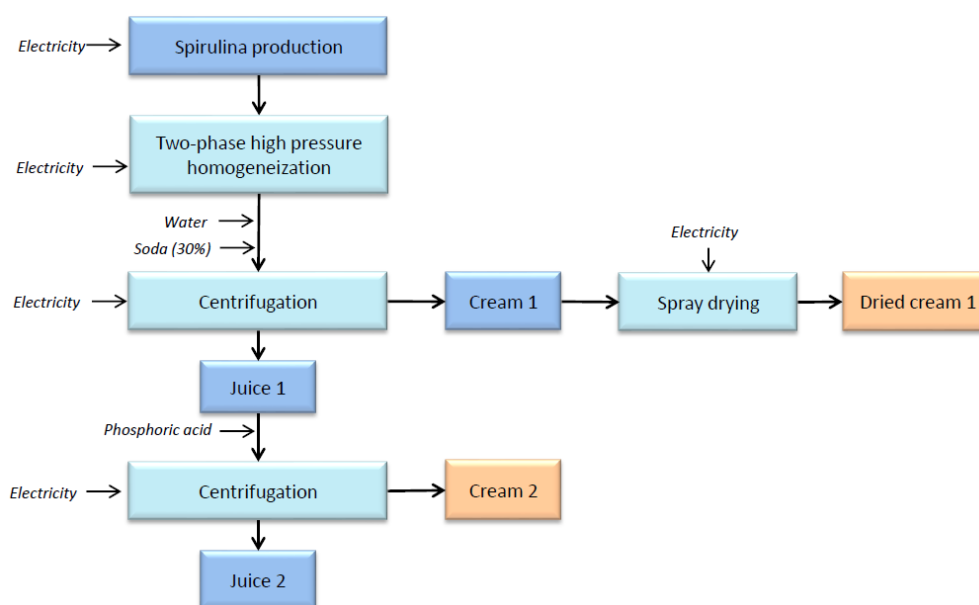 Electricity
Spirulina production
Two-phase high pressure
homogeneization
Electricity
Water
Soda (30%)
Electricity
Electricity
Centrifugation
Cream 1
Spray drying
Dried cream 1
Juice 1
Phosphoric acid
Electricity
Centrifugation
Cream 2
Juice 2